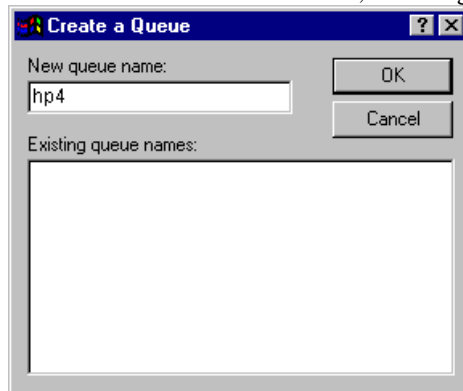 Create a Queue
New queue name:
hp4
OK
Cancel
Existing queue names: